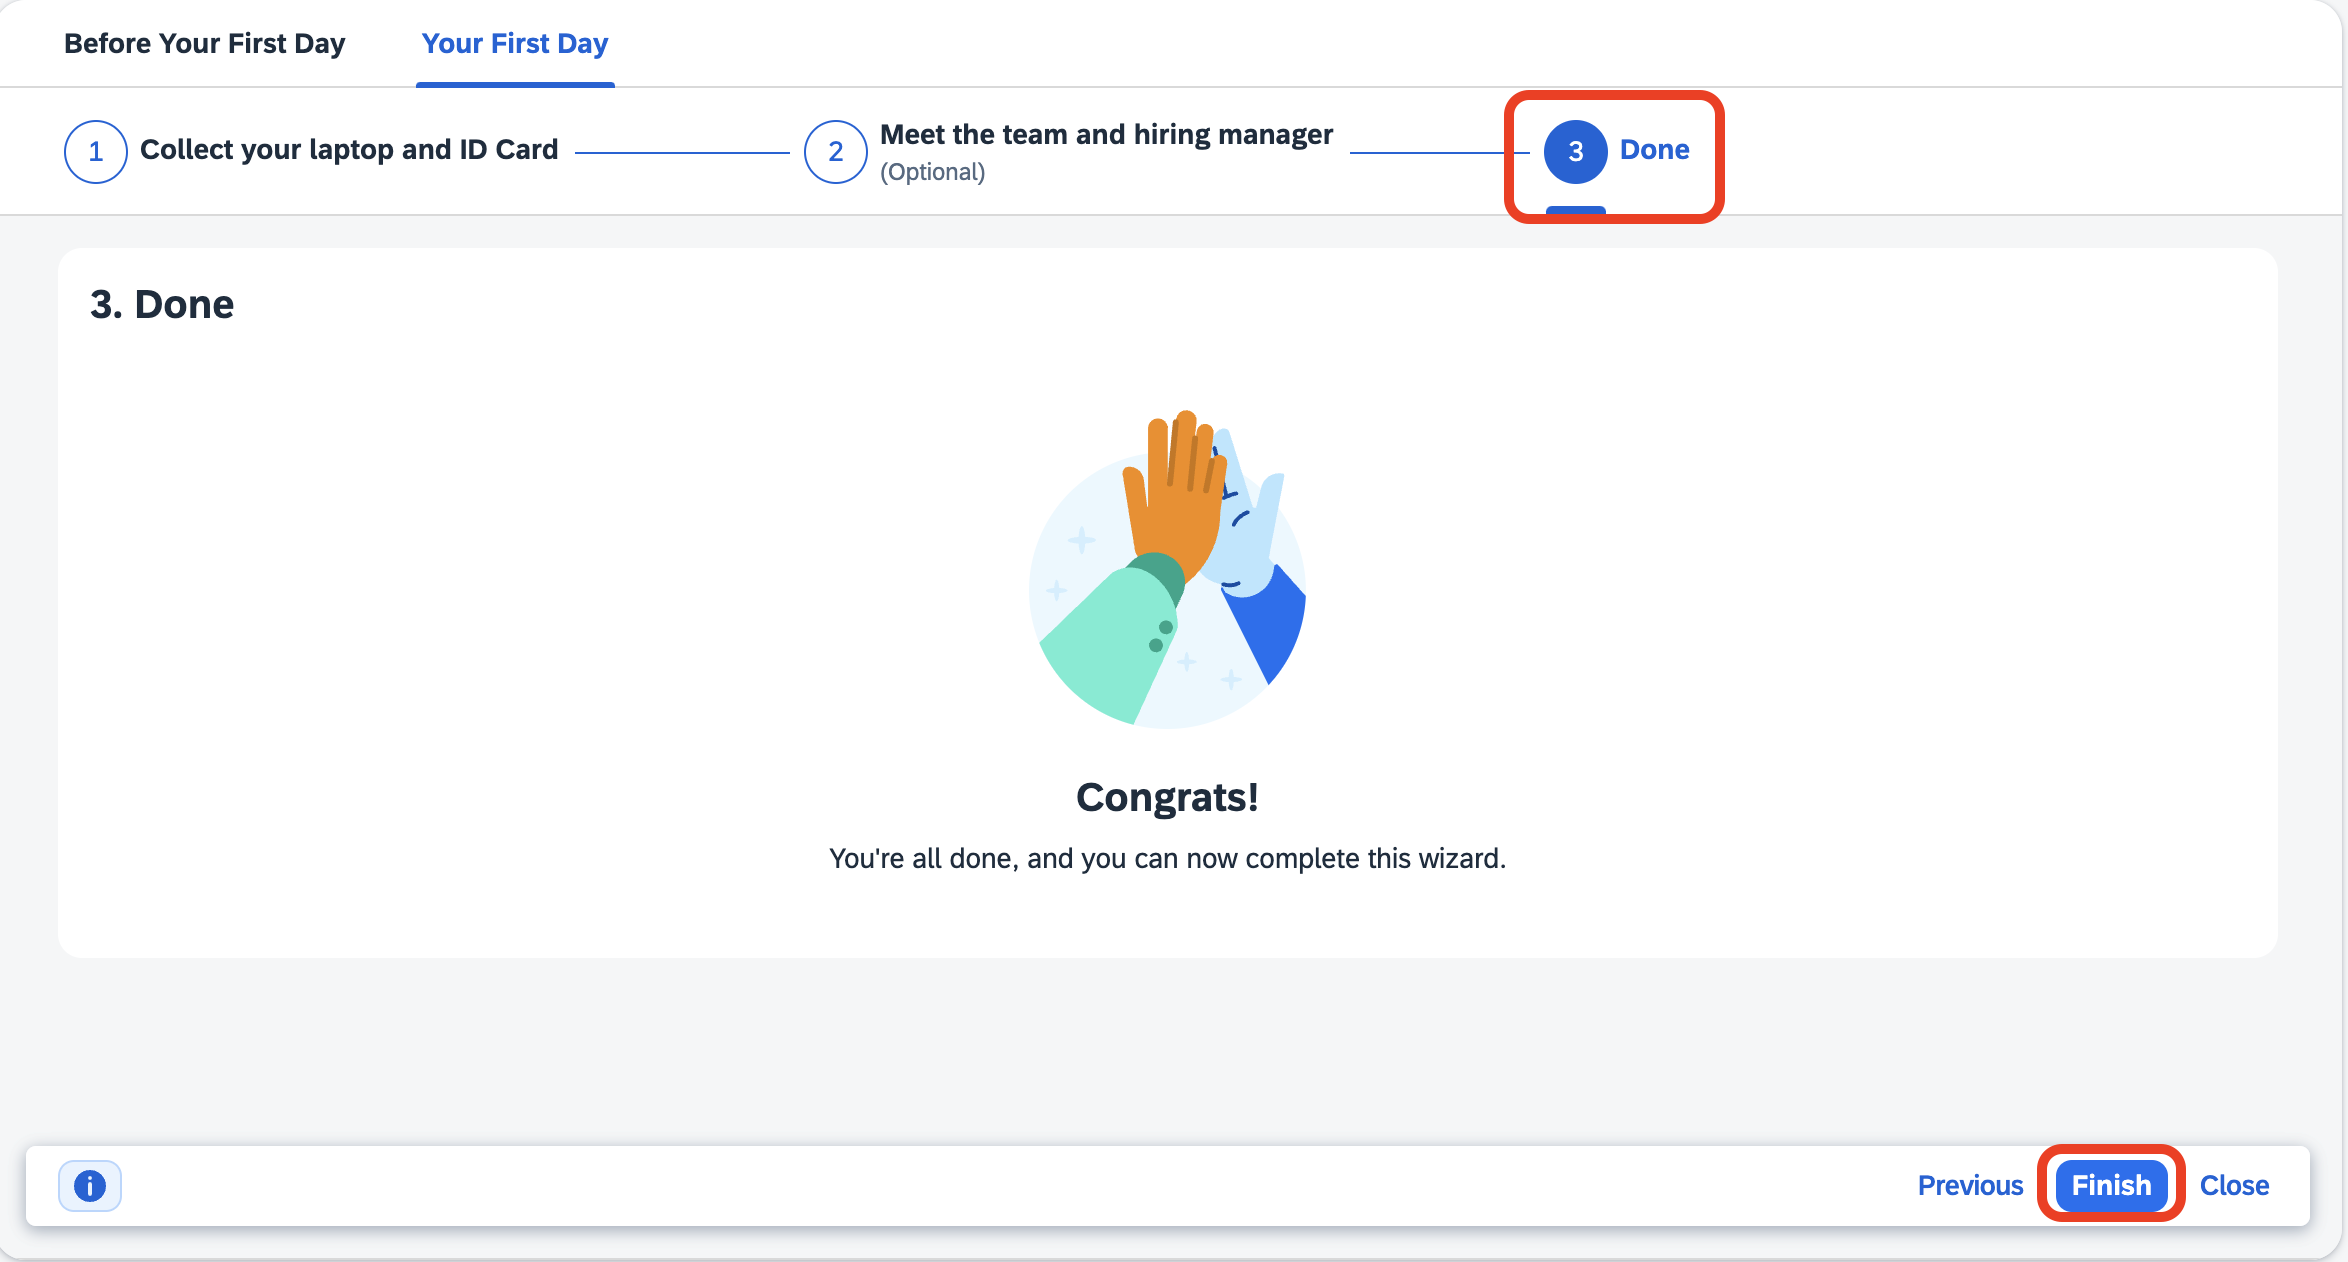 Before Your First Day
Your First Day
1 Collect your laptop and ID Card
2 Meet the team and hiring manager
(Optional)
3 Done
3. Done
Congrats!
You're all done, and you can now complete this wizard.
Previous
Finish
Close